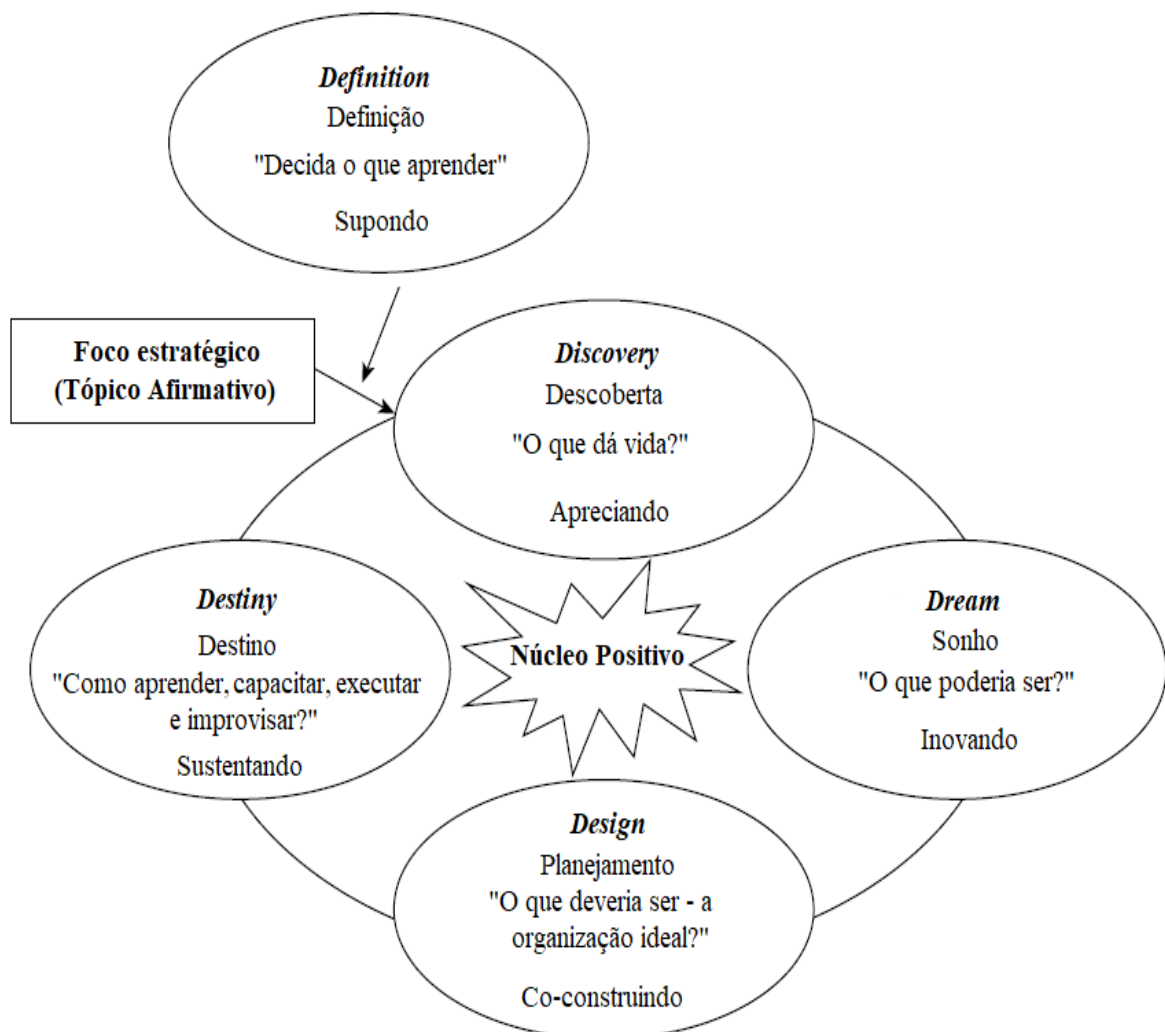 Definition
Definição
"Decida o que aprender"
Supondo
Foco estratégico
(Tópico Afirmativo)
Discovery
Descoberta
"O que dá vida?"
Apreciando
Destiny
Destino
"Como aprender, capacitar, executar
e improvisar?"
Sustentando
Núcleo Positivo
Dream
Sonho
"O que poderia ser?"
Inovando
Design
Planejamento
"O que deveria ser - a
organização ideal?"
Co-construindo